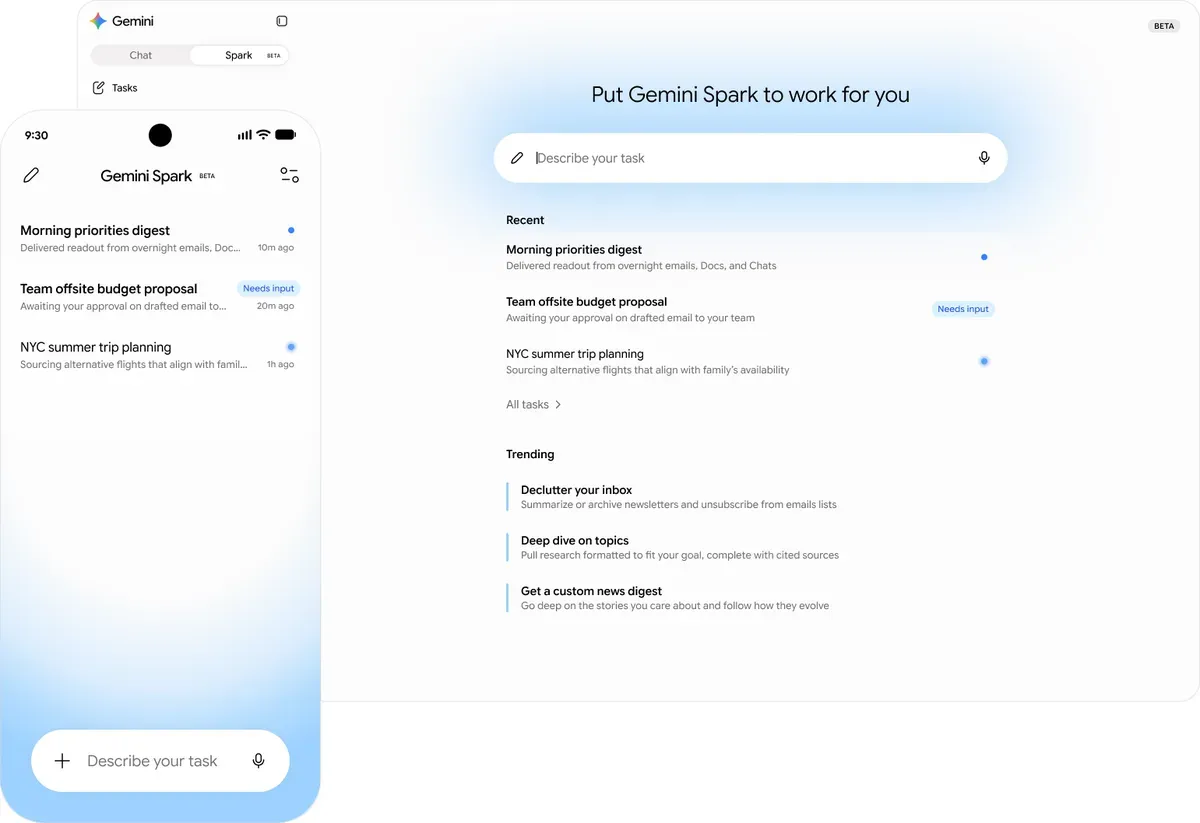 Gemini
Chat
Spark BETA
Tasks
BETA
Put Gemini Spark to work for you
Describe your task
Recent
Morning priorities digest
Delivered readout from overnight emails, Docs, and Chats
Team offsite budget proposal
Awaiting your approval on drafted email to your team
Needs input
NYC summer trip planning
Sourcing alternative flights that align with family’s availability
All tasks
Trending
Declutter your inbox
Summarize or archive newsletters and unsubscribe from emails lists
Deep dive on topics
Pull research formatted to fit your goal, complete with cited sources
Get a custom news digest
Go deep on the stories you care about and follow how they evolve
9:30
Gemini Spark BETA
Morning priorities digest
Delivered readout from overnight emails, Doc... 10m ago
Team offsite budget proposal Needs input
Awaiting your approval on drafted email to... 20m ago
NYC summer trip planning
Sourcing alternative flights that align with famil... 1h ago
Describe your task